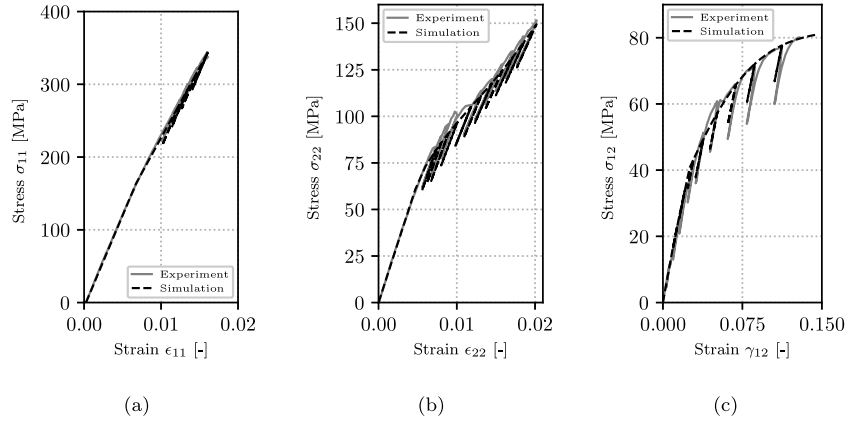 400
300
200
100
0
Stress σ₁₁ [MPa]
Experiment
Simulation
0.00
0.01
0.02
Strain ϵ₁₁ [-]
(a)
150
125
100
75
50
25
0
Stress σ₂₂ [MPa]
Experiment
Simulation
0.00
0.01
0.02
Strain ϵ₂₂ [-]
(b)
80
60
40
20
0
Stress σ₁₂ [MPa]
Experiment
Simulation
0.000
0.075
0.150
Strain γ₁₂ [-]
(c)